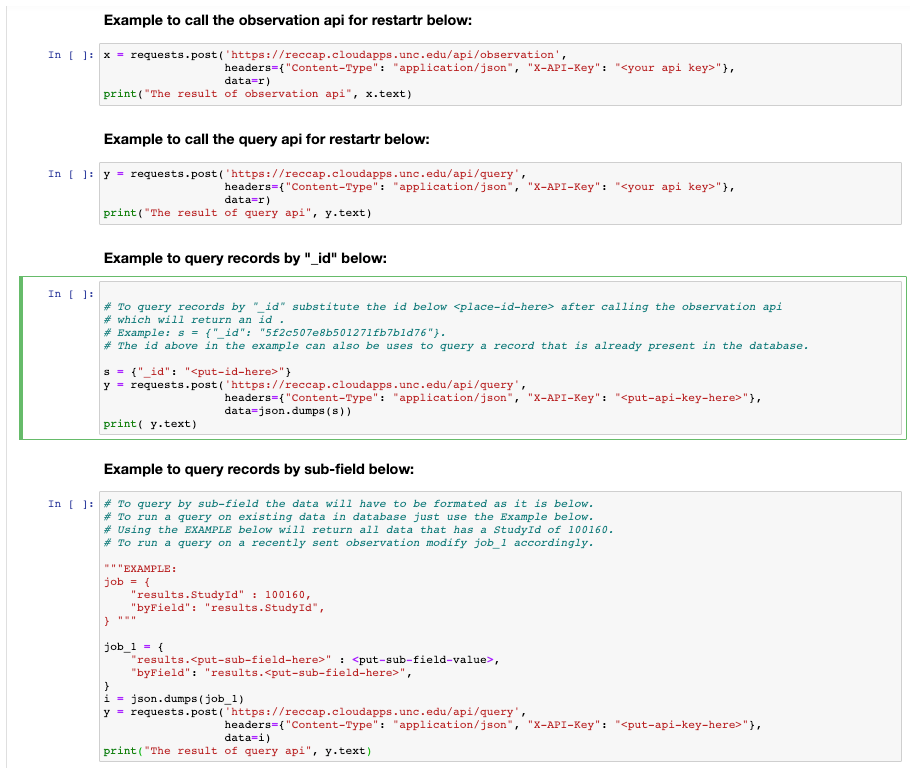 Example to call the observation api for restartr below:
In [ ]: x = requests.post('https://reccap.cloudapps.unc.edu/api/observation',
headers={"Content-Type": "application/json", "X-API-Key": "<your api key>"},
data=r)
print("The result of observation api", x.text)
Example to call the query api for restartr below:
In [ ]: y = requests.post('https://reccap.cloudapps.unc.edu/api/query',
headers={"Content-Type": "application/json", "X-API-Key": "<your api key>"},
data=r)
print("The result of query api", y.text)
Example to query records by "_id" below:
In [ ]:
# To query records by "_id" substitute the id below <place-id-here> after calling the observation api
# which will return an id .
# Example: s = {"_id": "5f2c507e8b501271fb7b1d76"}.
# The id above in the example can also be uses to query a record that is already present in the database.
s = {"_id": "<put-id-here>"}
y = requests.post('https://reccap.cloudapps.unc.edu/api/query',
headers={"Content-Type": "application/json", "X-API-Key": "<put-api-key-here>"},
data=json.dumps(s))
print( y.text)
Example to query records by sub-field below:
In [ ]: # To query by sub-field the data will have to be formated as it is below.
# To run a query on existing data in database just use the Example below.
# Using the EXAMPLE below will return all data that has a StudyId of 100160.
# To run a query on a recently sent observation modify job_1 accordingly.
"""EXAMPLE:
job = {
"results.StudyId" : 100160,
"byField": "results.StudyId",
} """
job_1 = {
"results.<put-sub-field-here>" : <put-sub-field-value>,
"byField": "results.<put-sub-field-here>",
}
i = json.dumps(job_1)
y = requests.post('https://reccap.cloudapps.unc.edu/api/query',
headers={"Content-Type": "application/json", "X-API-Key": "<put-api-key-here>"},
data=i)
print("The result of query api", y.text)